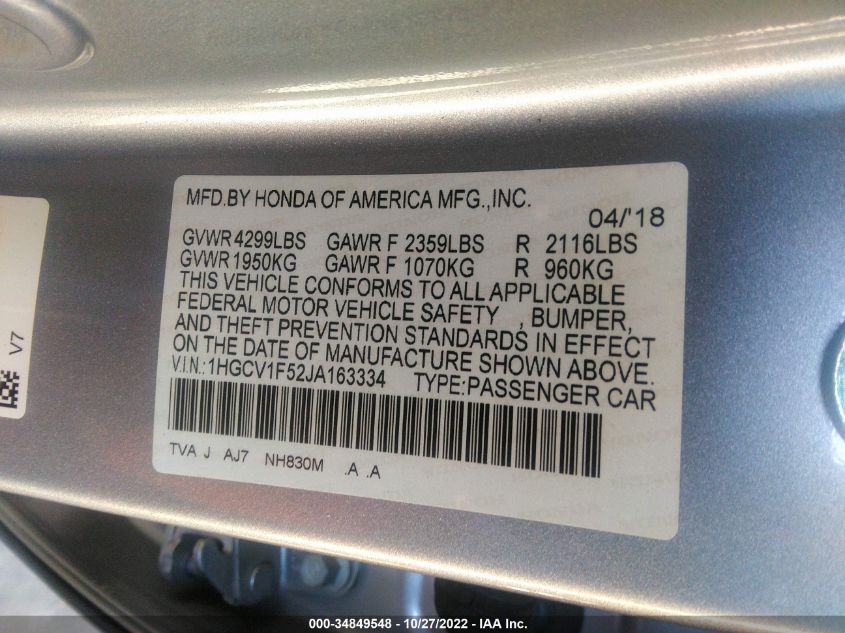 MFD.BY HONDA OF AMERICA MFG.,INC.
04/'18
GVWR 4299LBS GAWR F 2359LBS R 2116LBS
GVWR 1950KG GAWR F 1070KG R 960KG
THIS VEHICLE CONFORMS TO ALL APPLICABLE
FEDERAL MOTOR VEHICLE SAFETY , BUMPER,
AND THEFT PREVENTION STANDARDS IN EFFECT
ON THE DATE OF MANUFACTURE SHOWN ABOVE.
V.I.N.:1HGCV1F52JA163334 TYPE:PASSENGER CAR
TVA J AJ7 NH830M .A .A
V7
000-34849548 - 10/27/2022 - IAA Inc.